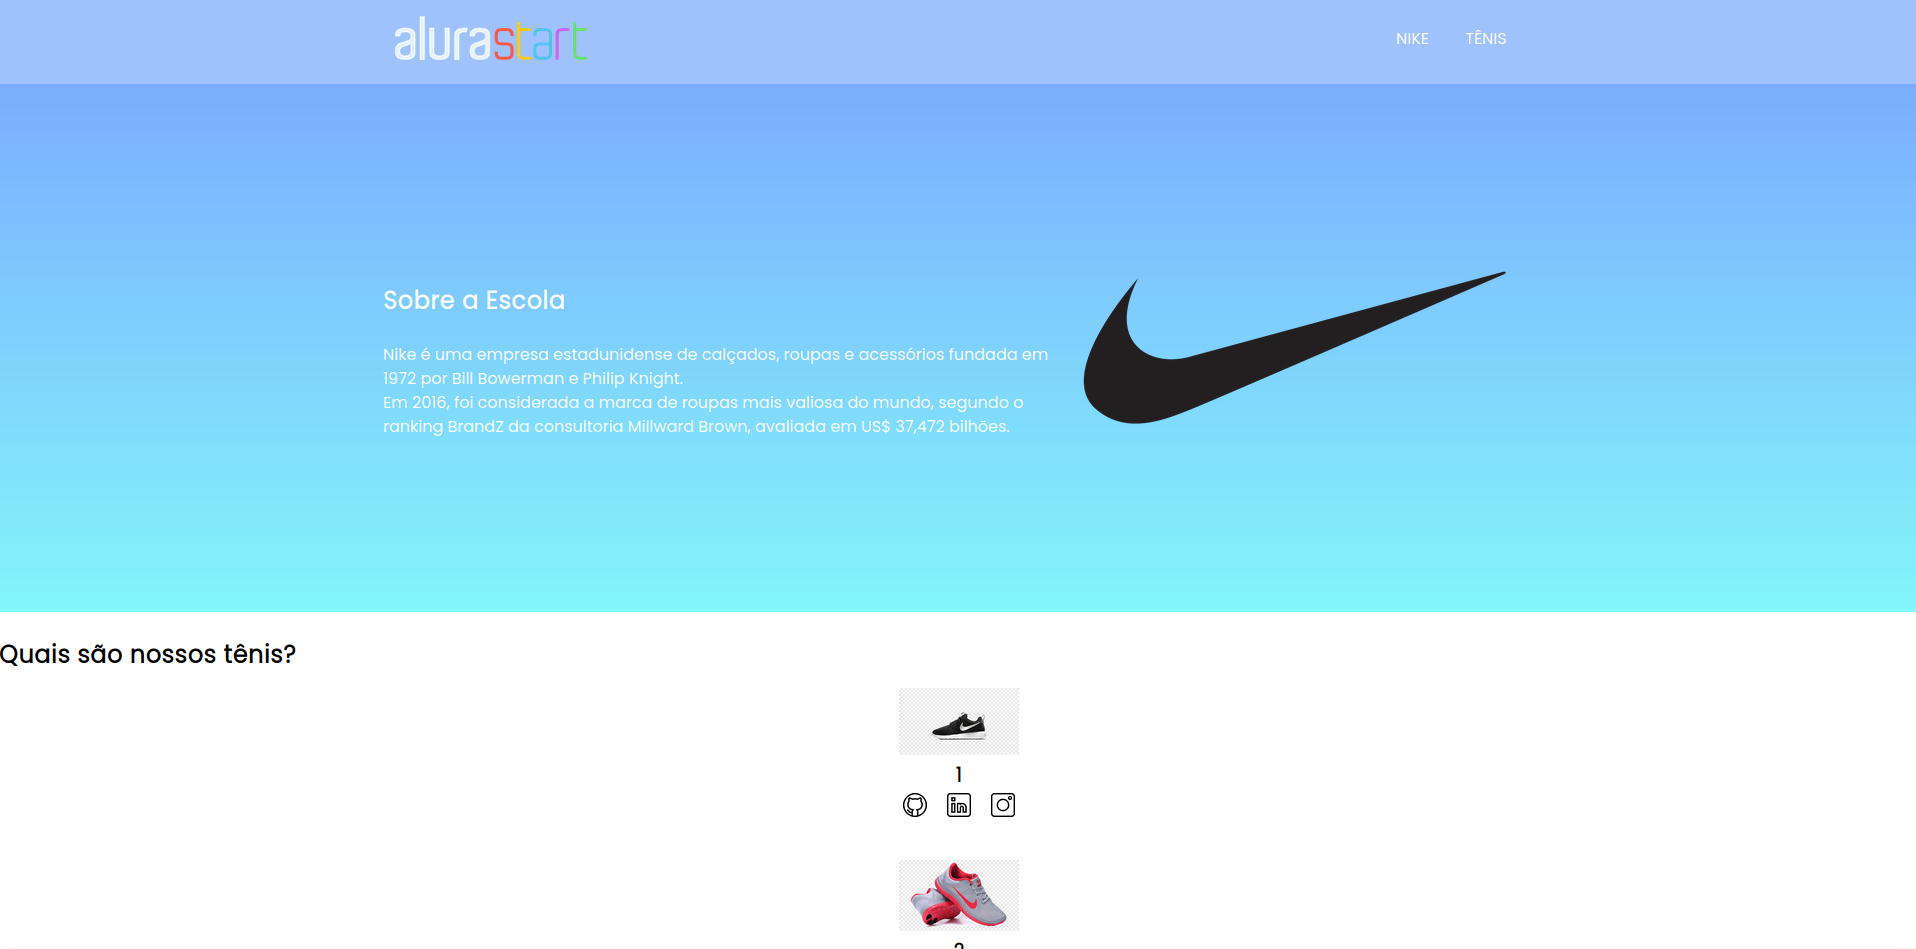 alurastart
NIKE TÊNIS
Sobre a Escola
Nike é uma empresa estadunidense de calçados, roupas e acessórios fundada em
1972 por Bill Bowerman e Philip Knight.
Em 2016, foi considerada a marca de roupas mais valiosa do mundo, segundo o
ranking BrandZ da consultoria Millward Brown, avaliada em US$ 37,472 bilhões.
Quais são nossos tênis?
1
in
2